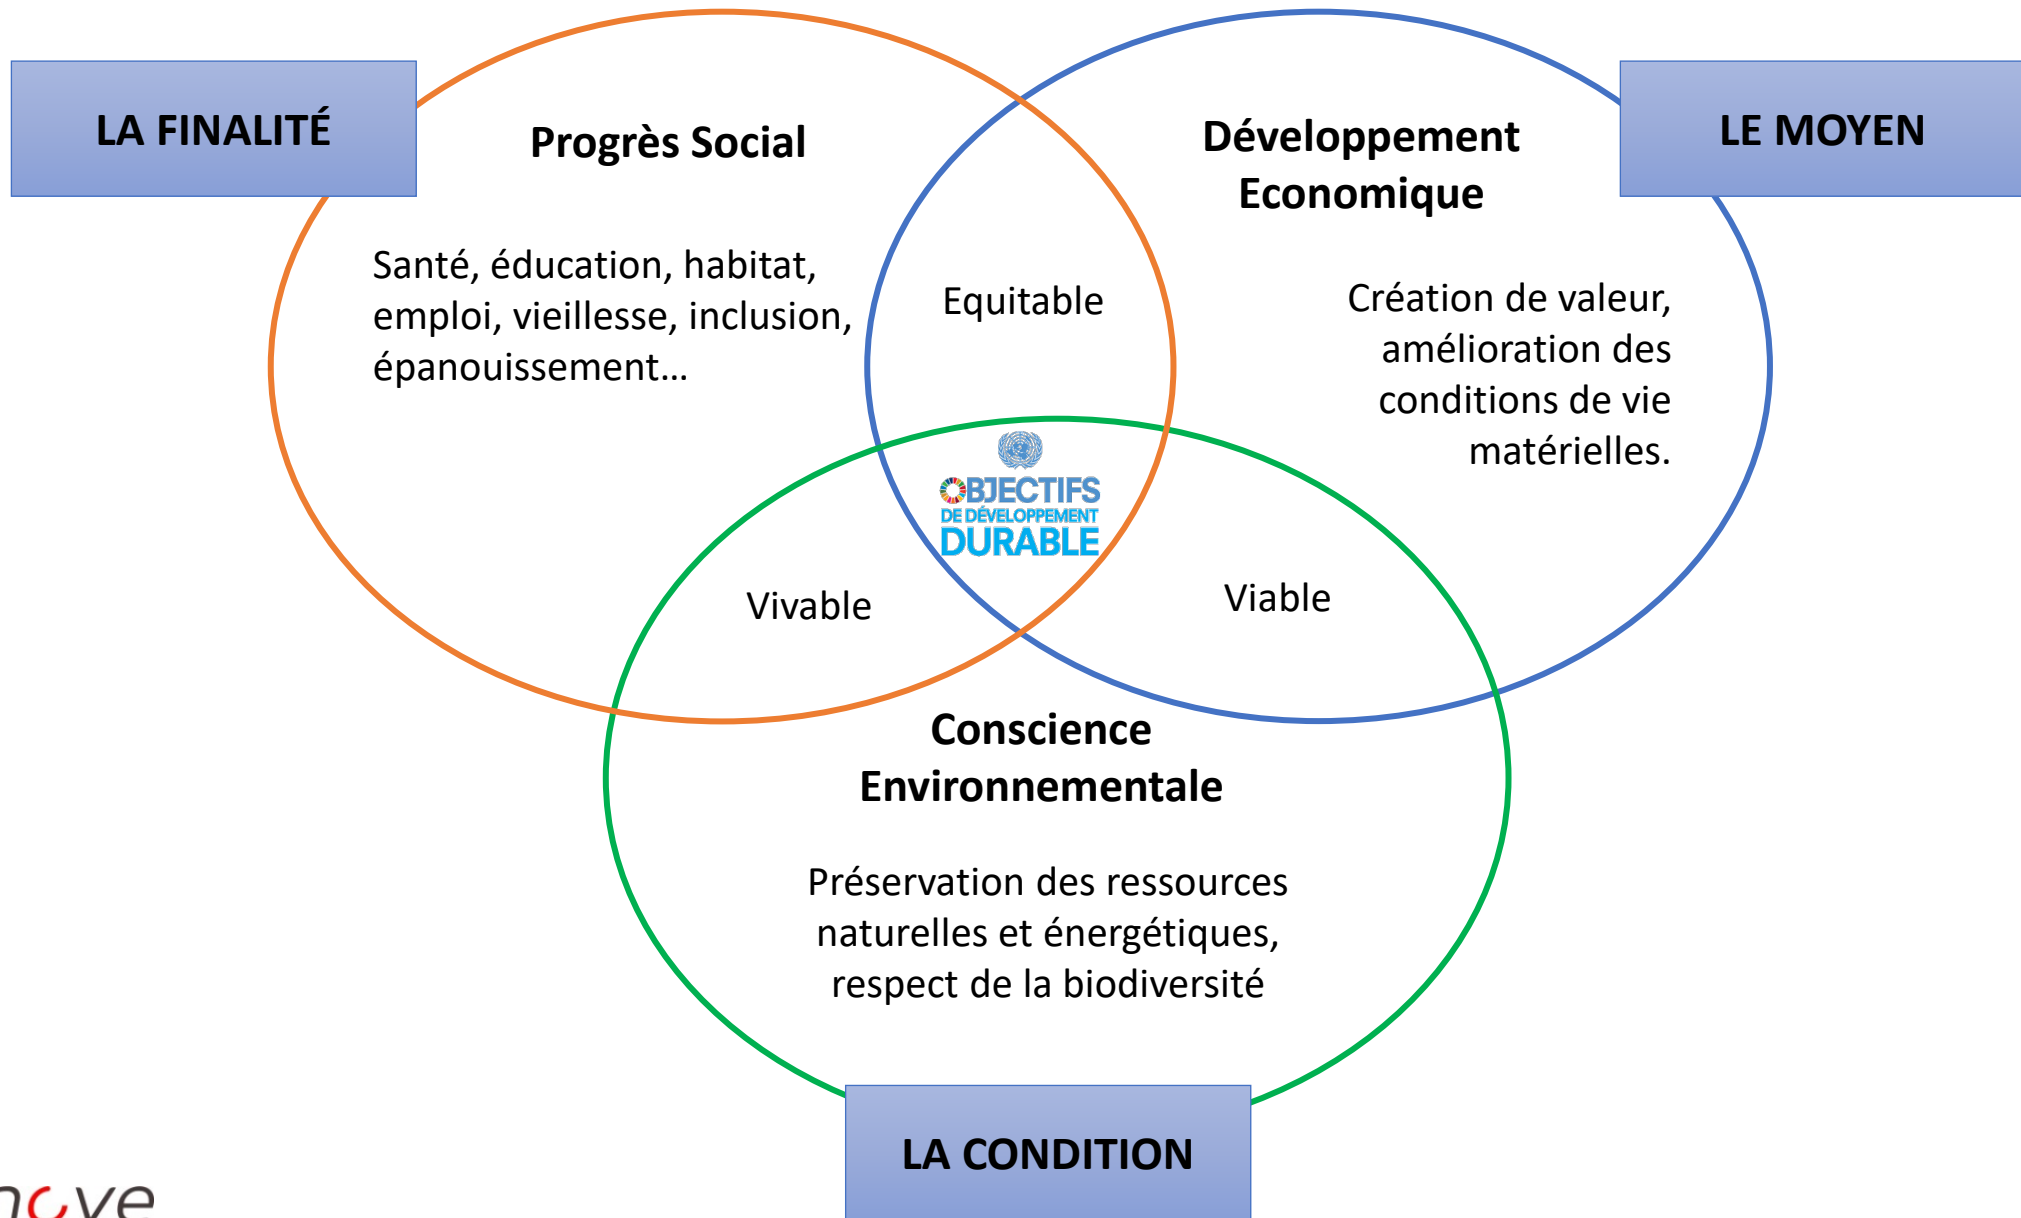 LA FINALITÉ
Progrès Social
Développement
Economique
LE MOYEN
Santé, éducation, habitat,
emploi, vieillesse, inclusion,
épanouissement…
Equitable
Création de valeur,
amélioration des
conditions de vie
matérielles.
OBJECTIFS
DE DÉVELOPPEMENT
DURABLE
Vivable
Viable
Conscience
Environnementale
Préservation des ressources
naturelles et énergétiques,
respect de la biodiversité
LA CONDITION